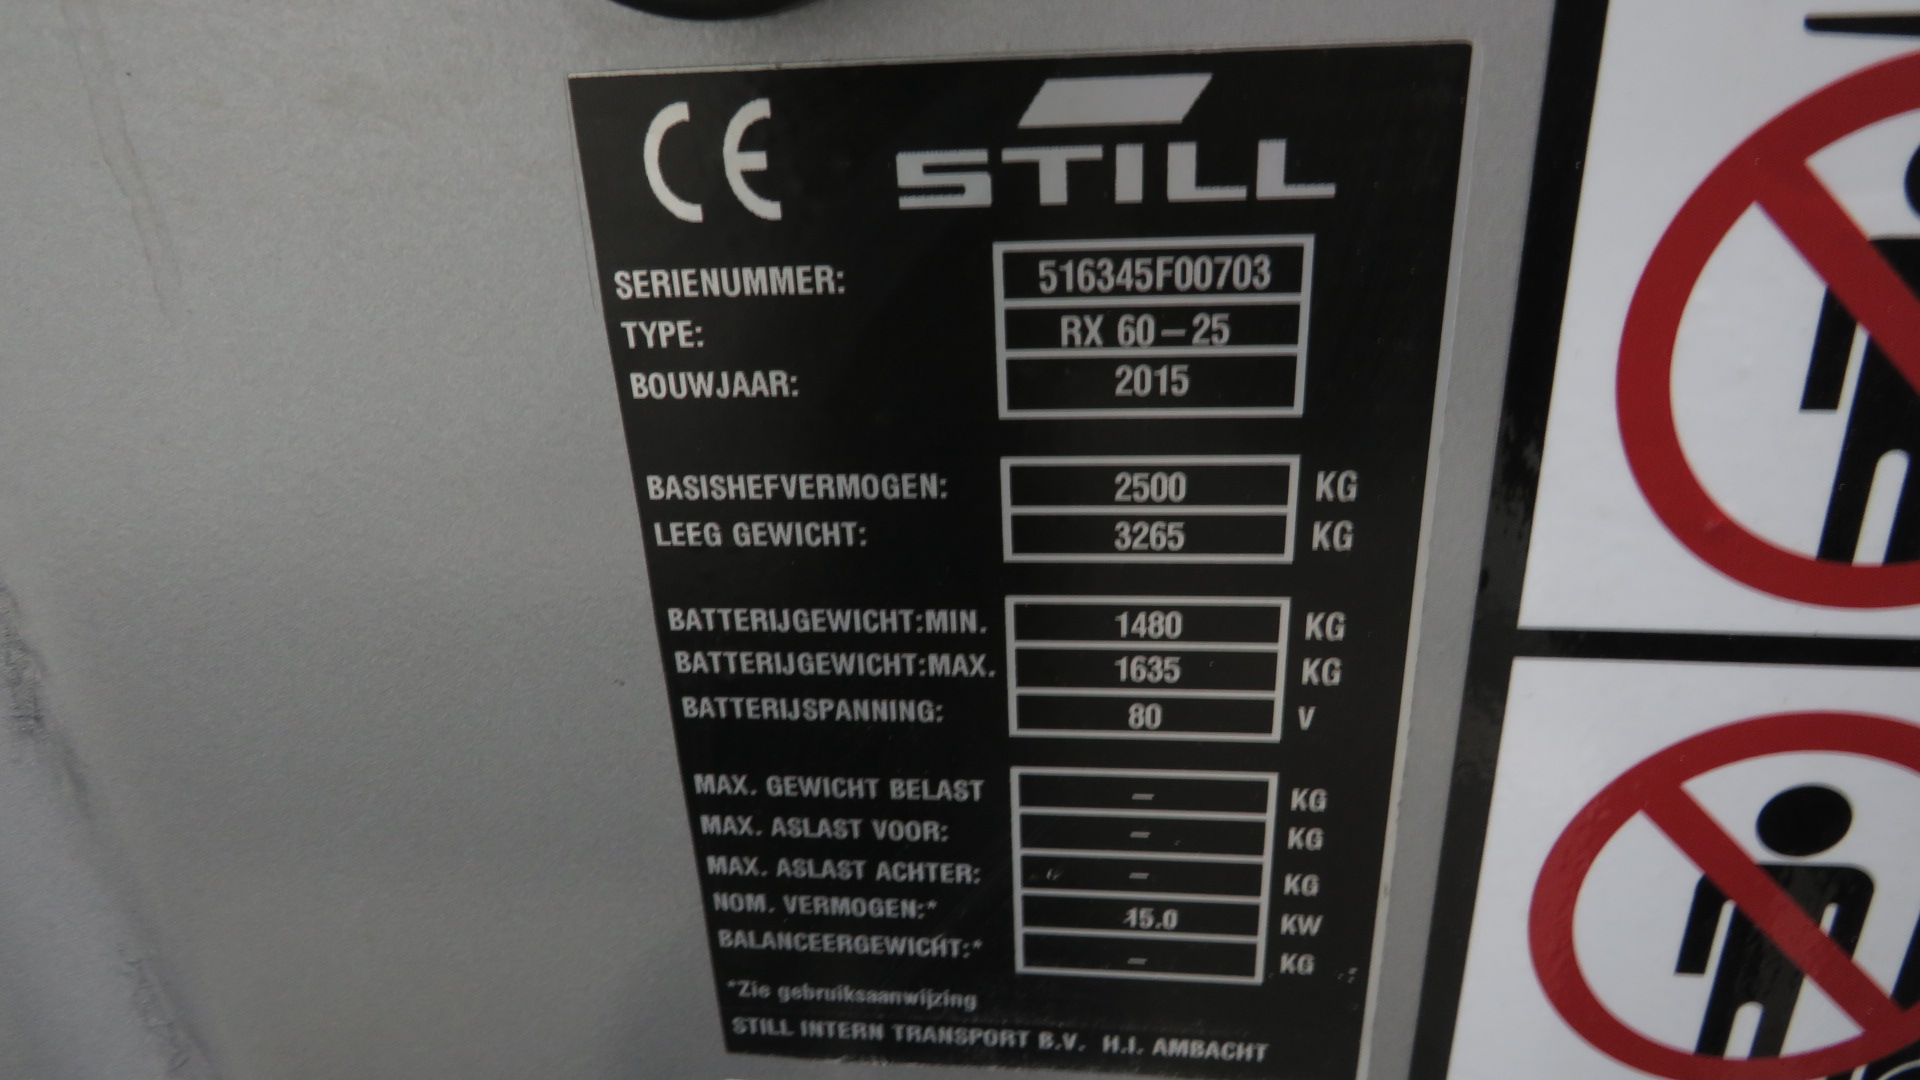 CE STILL
SERIENUMMER: 516345F00703
TYPE: RX 60-25
BOUWJAAR: 2015
BASISHEFVERMOGEN: 2500 KG
LEEG GEWICHT: 3265 KG
BATTERIJGEWICHT:MIN. 1480 KG
BATTERIJGEWICHT:MAX. 1635 KG
BATTERIJSPANNING: 80 V
MAX. GEWICHT BELAST - KG
MAX. ASLAST VOOR: - KG
MAX. ASLAST ACHTER: - KG
NOM. VERMOGEN:* 15.0 KW
BALANCEERGEWICHT:* - KG
*Zie gebruiksaanwijzing
STILL INTERN TRANSPORT B.V. H.I. AMBACHT